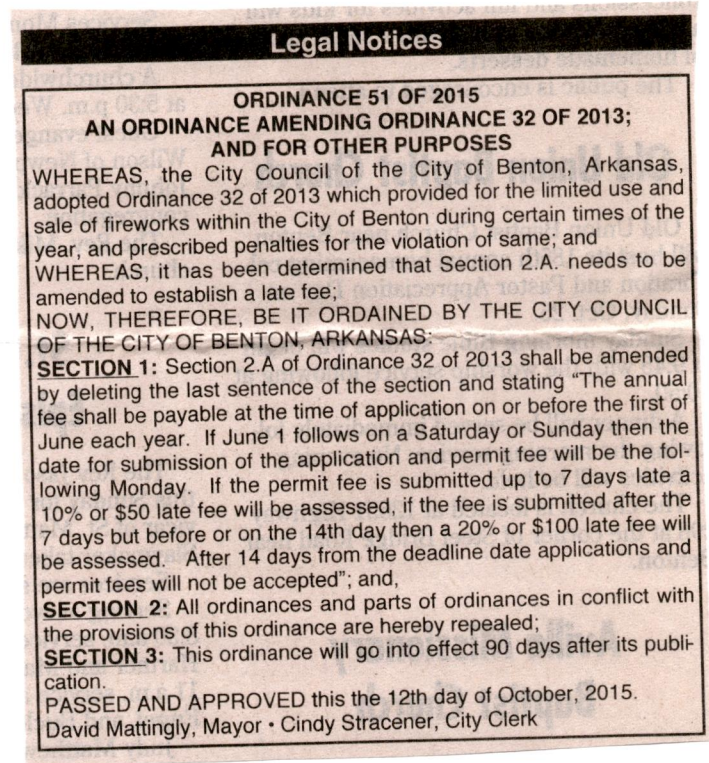 Legal Notices
ORDINANCE 51 OF 2015
AN ORDINANCE AMENDING ORDINANCE 32 OF 2013;
AND FOR OTHER PURPOSES
WHEREAS, the City Council of the City of Benton, Arkansas,
adopted Ordinance 32 of 2013 which provided for the limited use and
sale of fireworks within the City of Benton during certain times of the
year, and prescribed penalties for the violation of same; and
WHEREAS, it has been determined that Section 2.A. needs to be
amended to establish a late fee;
NOW, THEREFORE, BE IT ORDAINED BY THE CITY COUNCIL
OF THE CITY OF BENTON, ARKANSAS:
SECTION 1: Section 2.A of Ordinance 32 of 2013 shall be amended
by deleting the last sentence of the section and stating “The annual
fee shall be payable at the time of application on or before the first of
June each year. If June 1 follows on a Saturday or Sunday then the
date for submission of the application and permit fee will be the fol-
lowing Monday. If the permit fee is submitted up to 7 days late a
10% or $50 late fee will be assessed, if the fee is submitted after the
7 days but before or on the 14th day then a 20% or $100 late fee will
be assessed. After 14 days from the deadline date applications and
permit fees will not be accepted”; and,
SECTION 2: All ordinances and parts of ordinances in conflict with
the provisions of this ordinance are hereby repealed;
SECTION 3: This ordinance will go into effect 90 days after its publi-
cation.
PASSED AND APPROVED this the 12th day of October, 2015.
David Mattingly, Mayor • Cindy Stracener, City Clerk